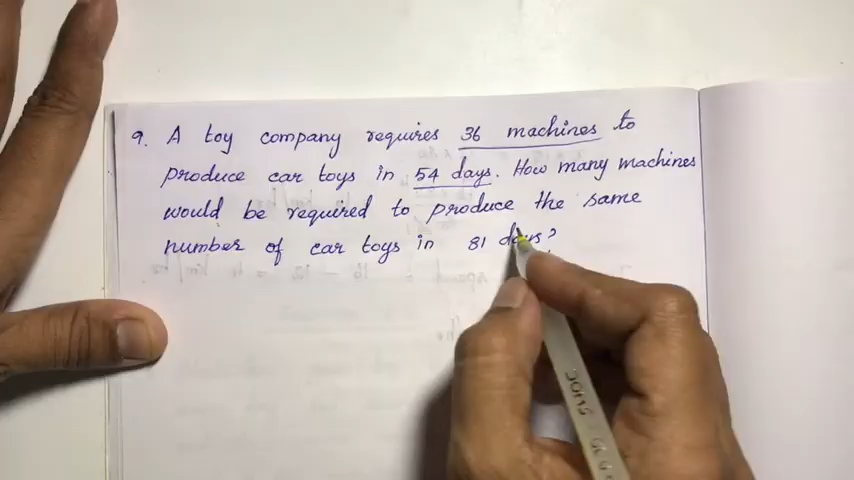 9. A toy company requires 36 machines to
produce car toys in 54 days. How many machines
would be required to produce the same
number of car toys in 81 days?
DOMS